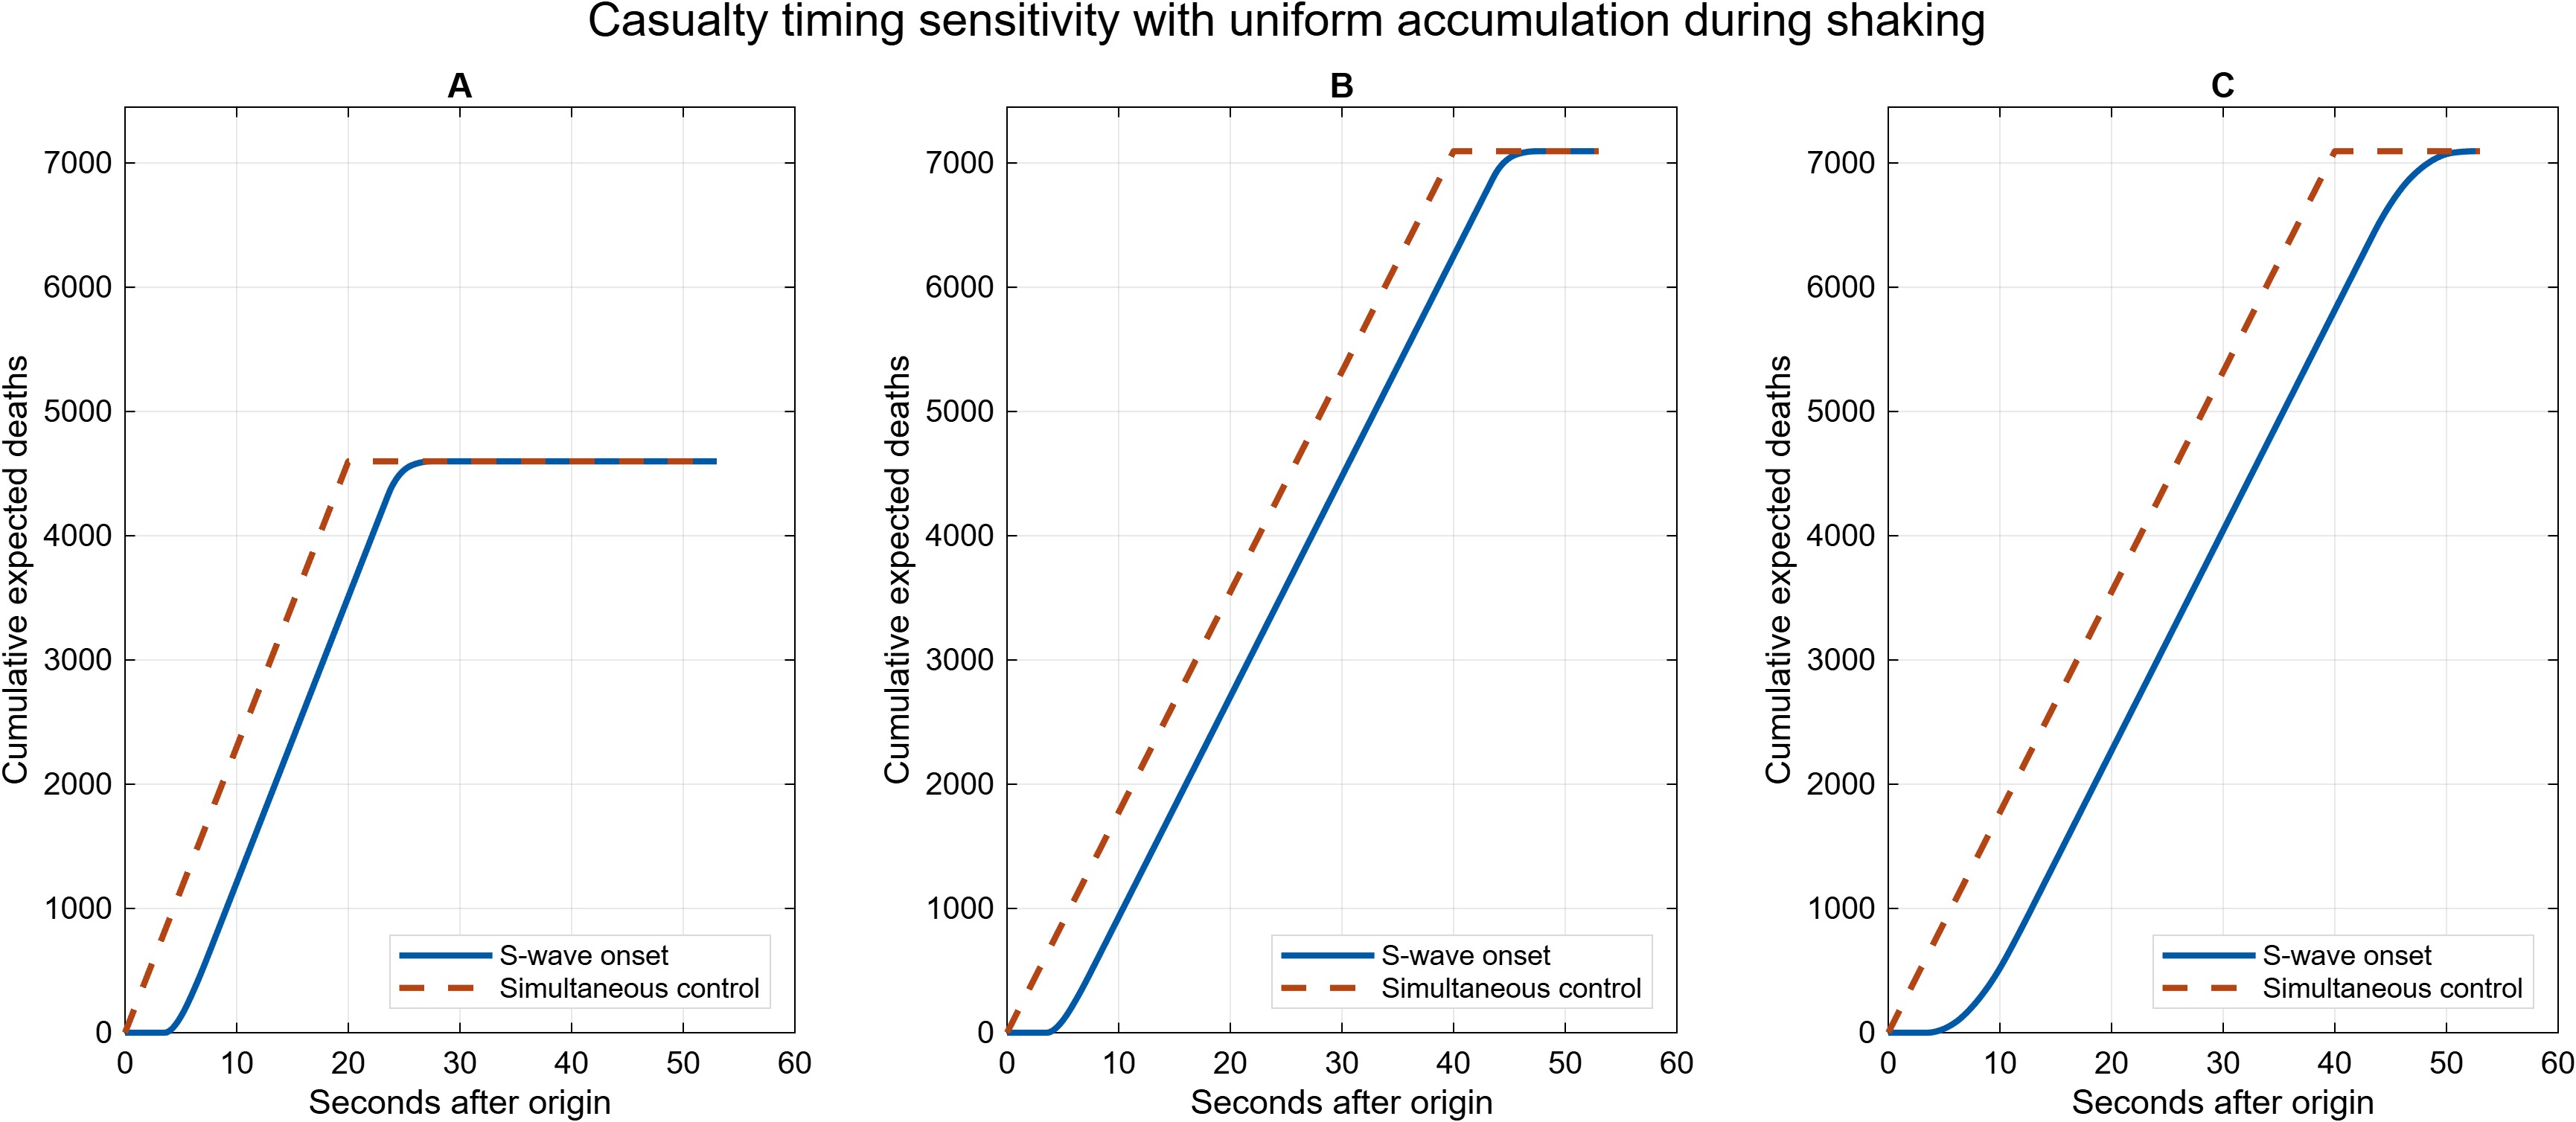 Casualty timing sensitivity with uniform accumulation during shaking
A
Cumulative expected deaths
7000
6000
5000
4000
3000
2000
1000
0
0 10 20 30 40 50 60
Seconds after origin
S-wave onset
Simultaneous control
B
Cumulative expected deaths
7000
6000
5000
4000
3000
2000
1000
0
0 10 20 30 40 50 60
Seconds after origin
S-wave onset
Simultaneous control
C
Cumulative expected deaths
7000
6000
5000
4000
3000
2000
1000
0
0 10 20 30 40 50 60
Seconds after origin
S-wave onset
Simultaneous control